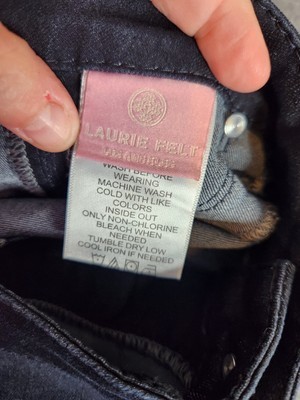 LAURIE FELT
WASH BEFORE
WEARING
MACHINE WASH
COLD WITH LIKE
COLORS
INSIDE OUT
ONLY NON-CHLORINE
BLEACH WHEN
NEEDED
TUMBLE DRY LOW
COOL IRON IF NEEDED